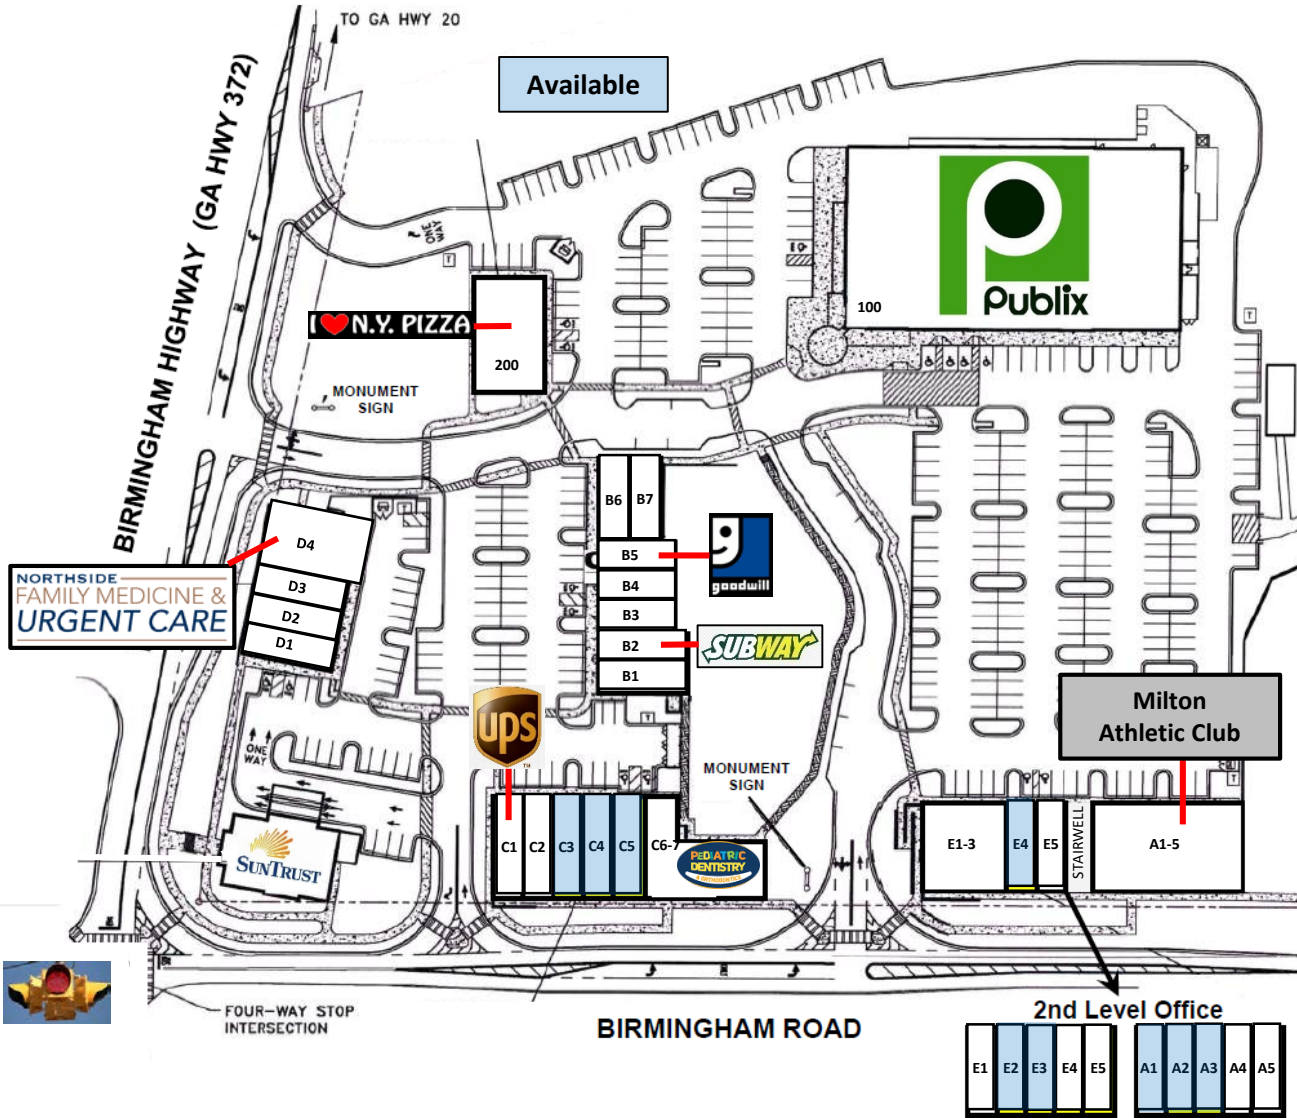 TO GA HWY 20
Available
BIRMINGHAM HIGHWAY (GA HWY 372)
ONE
WAY
T
Publix
100
I ❤ N.Y. PIZZA
200
MONUMENT
SIGN
T
B6
B7
B5
B4
B3
B2
B1
goodwill
SUBWAY
T
D4
D3
D2
D1
NORTHSIDE
FAMILY MEDICINE &
URGENT CARE
ups
ONE
WAY
T
MONUMENT
SIGN
Milton
Athletic Club
T
SUNTRUST
C1
C2
C3
C4
C5
C6-7
PEDIATRIC
DENTISTRY
& ORTHODONTICS
E1-3
E4
E5
STAIRWELL
A1-5
FOUR-WAY STOP
INTERSECTION
BIRMINGHAM ROAD
2nd Level Office
E1
E2
E3
E4
E5
A1
A2
A3
A4
A5